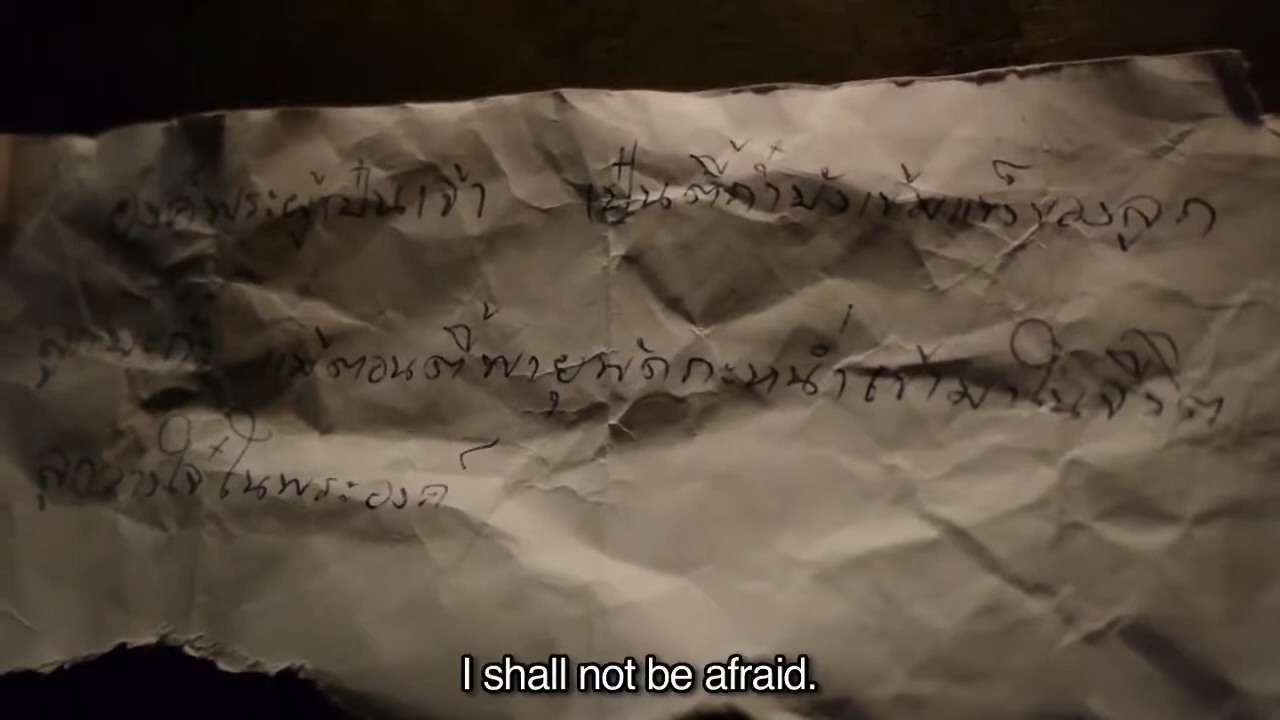 องค์พระผู้เป็นเจ้า เป็นที่กำบังเข้มแข็งของลูก
แม้ตอนที่พายุพัดกระหน่ำเข้ามาในชีวิต
ลูกวางใจในพระองค์
I shall not be afraid.